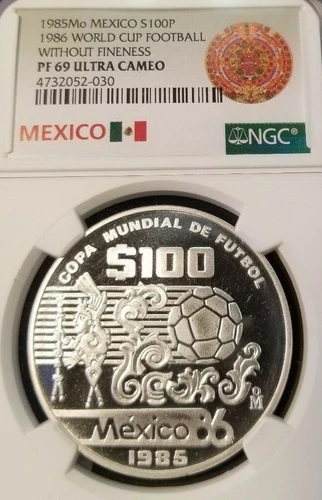 1985Mo MEXICO S100P
1986 WORLD CUP FOOTBALL
WITHOUT FINENESS
PF 69 ULTRA CAMEO
4732052-030
MEXICO
NGC®
COPA MUNDIAL DE FUTBOL
$100
Mo
México 86
1985